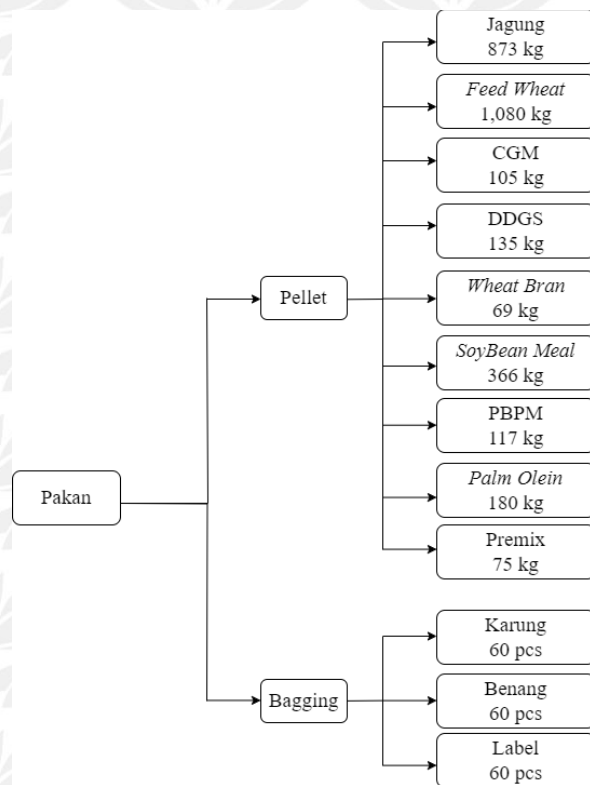 Jagung
873 kg
Feed Wheat
1,080 kg
CGM
105 kg
DDGS
135 kg
Wheat Bran
69 kg
SoyBean Meal
366 kg
PBPM
117 kg
Palm Olein
180 kg
Premix
75 kg
Pellet
Pakan
Bagging
Karung
60 pcs
Benang
60 pcs
Label
60 pcs